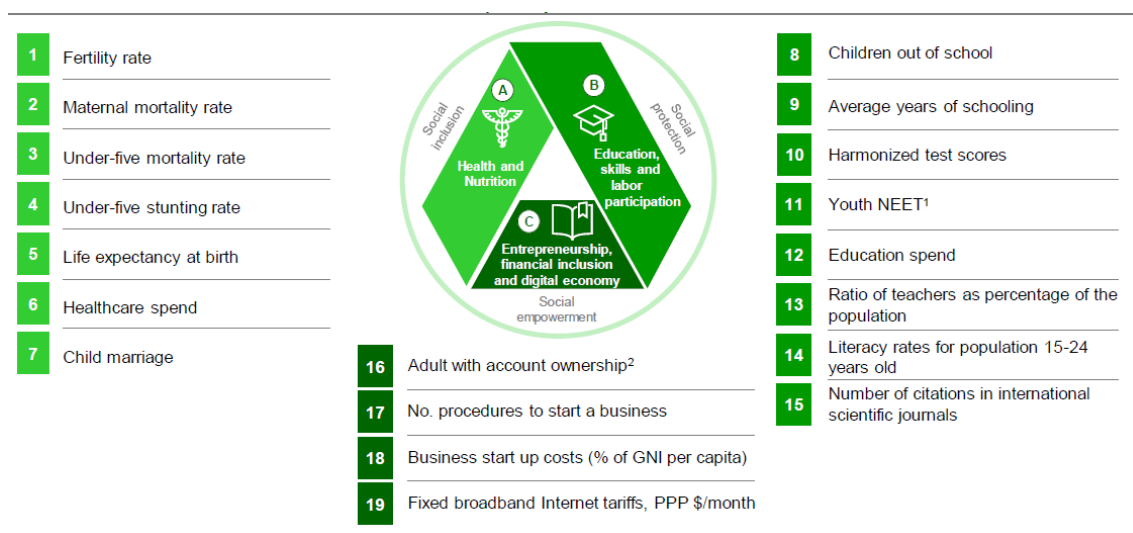 1
Fertility rate
2
Maternal mortality rate
3
Under-five mortality rate
4
Under-five stunting rate
5
Life expectancy at birth
6
Healthcare spend
7
Child marriage
Social
inclusion
A
Health and
Nutrition
Social
protection
B
Education,
skills and
labor
participation
C
Entrepreneurship,
financial inclusion
and digital economy
Social
empowerment
8
Children out of school
9
Average years of schooling
10
Harmonized test scores
11
Youth NEET¹
12
Education spend
13
Ratio of teachers as percentage of the
population
14
Literacy rates for population 15-24
years old
15
Number of citations in international
scientific journals
16
Adult with account ownership²
17
No. procedures to start a business
18
Business start up costs (% of GNI per capita)
19
Fixed broadband Internet tariffs, PPP $/month